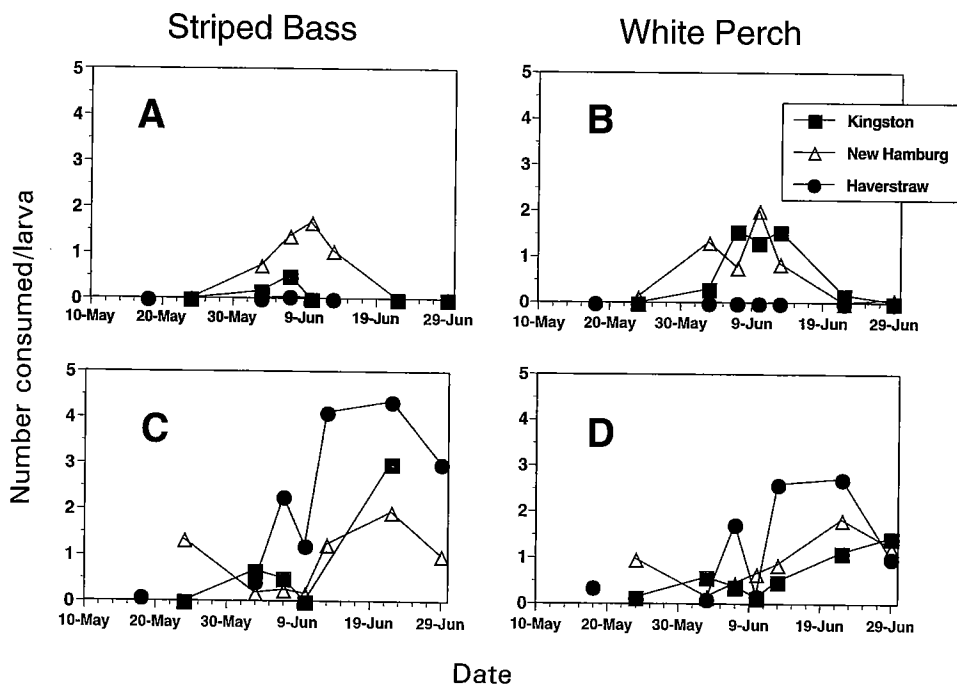 Striped Bass
White Perch
5
4
3
2
1
0
A
10-May 20-May 30-May 9-Jun 19-Jun 29-Jun
5
4
3
2
1
0
B
Kingston
New Hamburg
Haverstraw
10-May 20-May 30-May 9-Jun 19-Jun 29-Jun
Number consumed/larva
5
4
3
2
1
0
C
10-May 20-May 30-May 9-Jun 19-Jun 29-Jun
5
4
3
2
1
0
D
10-May 20-May 30-May 9-Jun 19-Jun 29-Jun
Date